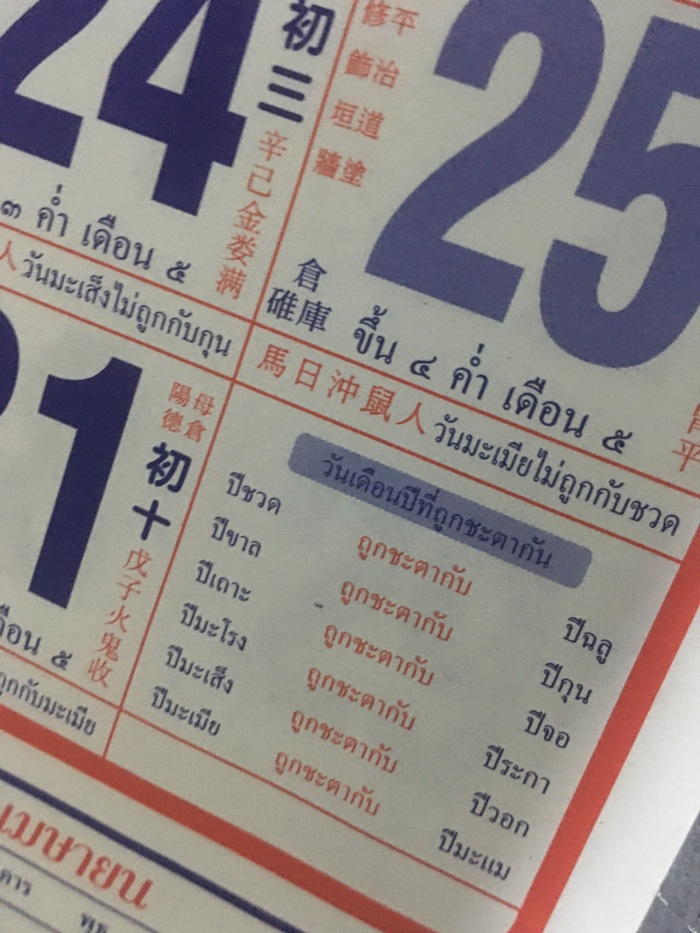 24
初三
辛己金娄满
๓ ค่ำ เดือน ๕
人 วันมะเส็งไม่ถูกกับกุน
修平
飾治
垣道
牆塗
25
倉
碓庫
ขึ้น ๔ ค่ำ เดือน ๕
馬日沖鼠人 วันมะเมียไม่ถูกกับชวด
平
1
陽母
德倉
初十
戊子火鬼收
ดือน ๕
ถูกกับมะเมีย
วันเดือนปีที่ถูกชะตากัน
ปีชวด ถูกชะตากับ ปีฉลู
ปีขาล ถูกชะตากับ ปีกุน
ปีเถาะ ถูกชะตากับ ปีจอ
ปีมะโรง ถูกชะตากับ ปีระกา
ปีมะเส็ง ถูกชะตากับ ปีวอก
ปีมะเมีย ถูกชะตากับ ปีมะแม
เมษายน
คาร พุธ